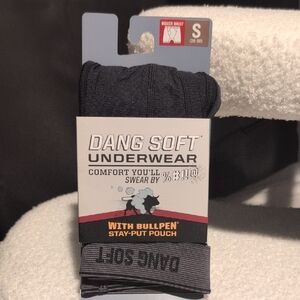 BOXER BRIEF
S
DANG SOFT
UNDERWEAR
COMFORT YOU'LL
SWEAR BY %#!!@
WITH BULLPEN
STAY-PUT POUCH
DANG SOFT